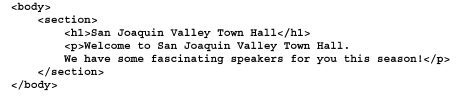 <body>
    <section>
        <h1>San Joaquin Valley Town Hall</h1>
        <p>Welcome to San Joaquin Valley Town Hall.
        We have some fascinating speakers for you this season!</p>
    </section>
</body>